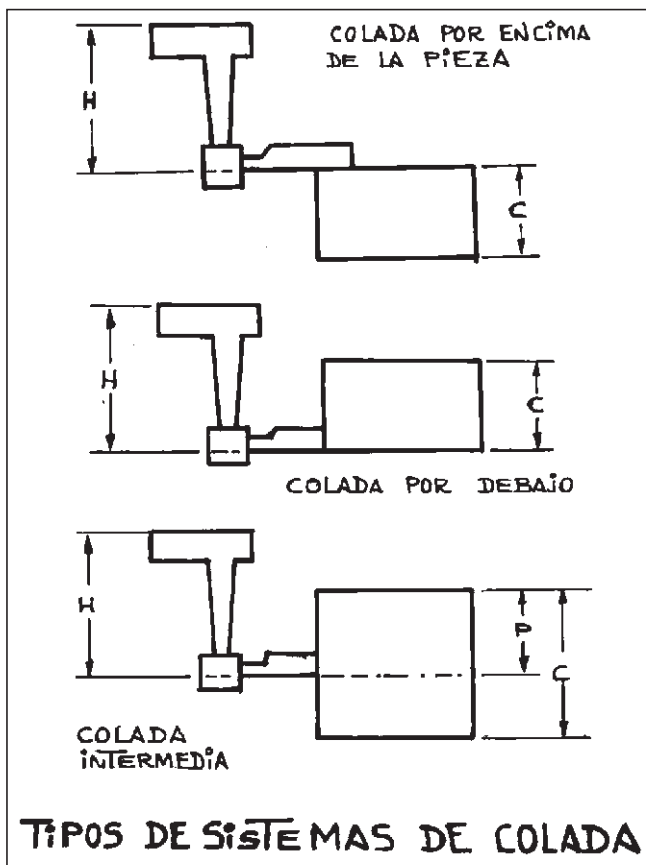 COLADA POR ENCIMA
DE LA PIEZA
H
C
H
C
COLADA POR DEBAJO
H
P
C
COLADA
INTERMEDIA
TIPOS DE SISTEMAS DE COLADA